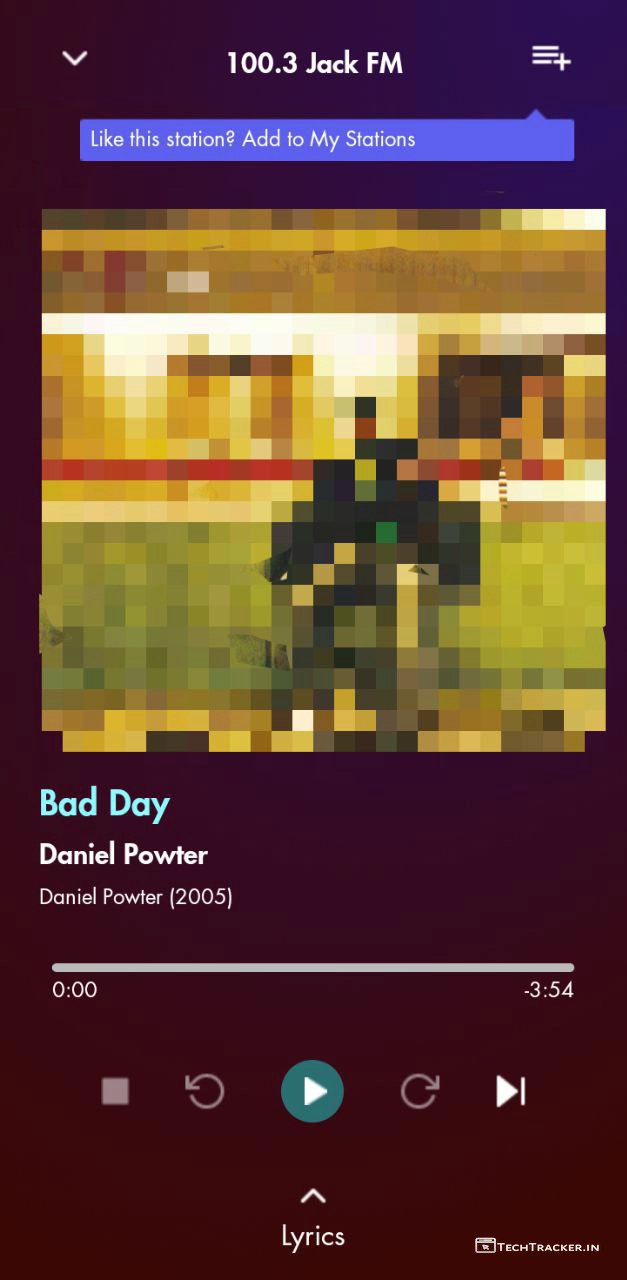 100.3 Jack FM
Like this station? Add to My Stations
Bad Day
Daniel Powter
Daniel Powter (2005)
0:00
-3:54
Lyrics
TECHTRACKER.IN